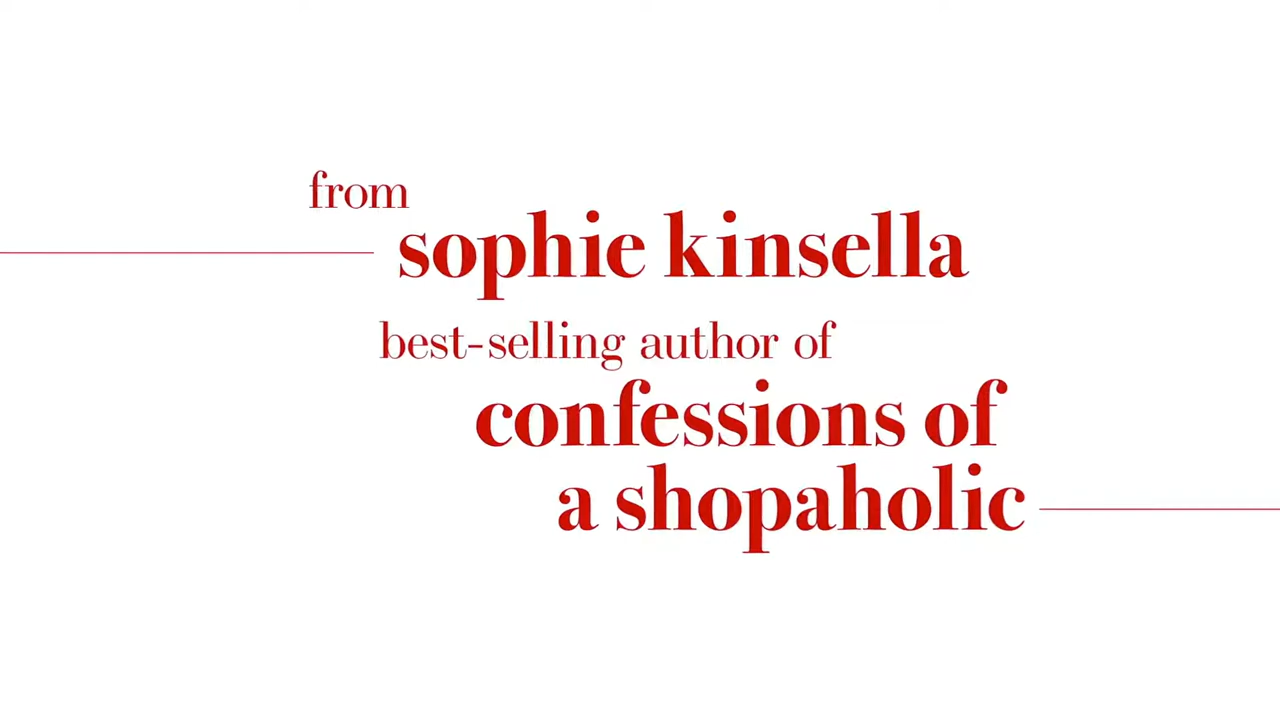 from
sophie kinsella
best-selling author of
confessions of
a shopaholic